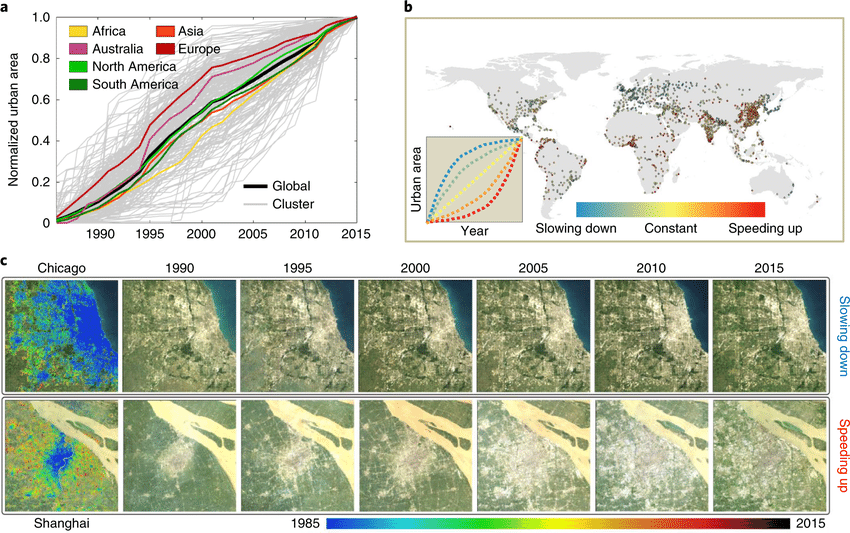 a
1.0
0.8
0.6
0.4
0.2
0
Normalized urban area
Africa
Asia
Australia
Europe
North America
South America
Global
Cluster
1990
1995
2000
2005
2010
2015
b
Urban area
Year
Slowing down
Constant
Speeding up
c
Chicago
1990
1995
2000
2005
2010
2015
Slowing down
Speeding up
Shanghai
1985
2015